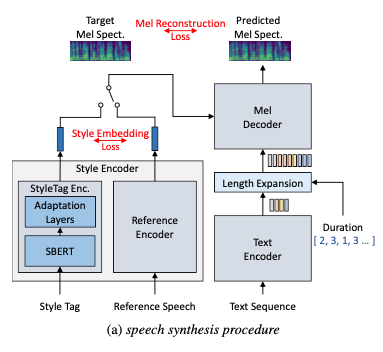 Target
Mel Spect.
Mel Reconstruction
Loss
Predicted
Mel Spect.
Style Embedding
Loss
Mel
Decoder
Style Encoder
StyleTag Enc.
Adaptation
Layers
SBERT
Reference
Encoder
Length Expansion
Text
Encoder
Duration
[ 2, 3, 1, 3 ... ]
Style Tag
Reference Speech
Text Sequence
(a) speech synthesis procedure